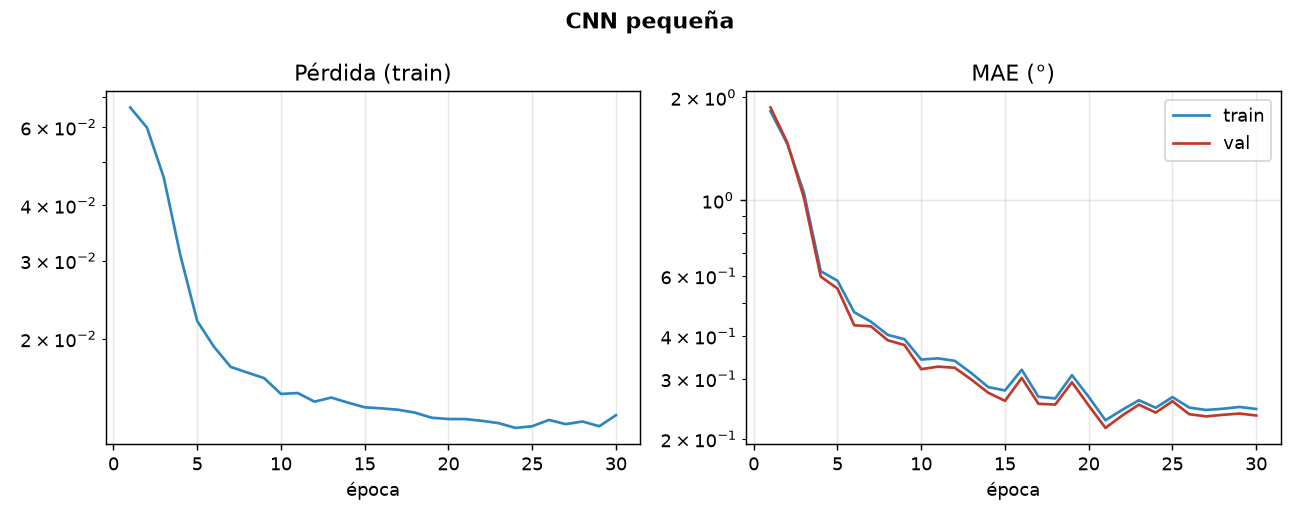 CNN pequeña
Pérdida (train)
6 × 10⁻²
4 × 10⁻²
3 × 10⁻²
2 × 10⁻²
0 5 10 15 20 25 30
época
MAE (°)
2 × 10⁰
10⁰
6 × 10⁻¹
4 × 10⁻¹
3 × 10⁻¹
2 × 10⁻¹
train
val
0 5 10 15 20 25 30
época